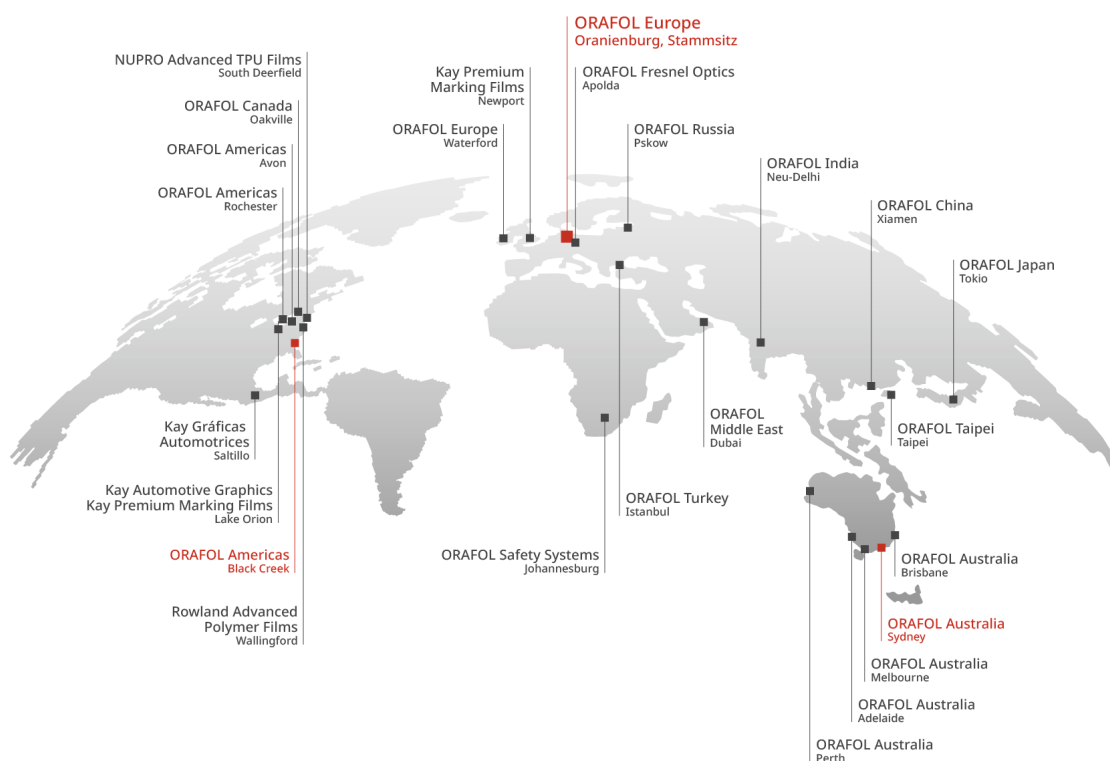 ORAFOL Europe
Oranienburg, Stammsitz
NUPRO Advanced TPU Films
South Deerfield
Kay Premium
Marking Films
Newport
ORAFOL Fresnel Optics
Apolda
ORAFOL Canada
Oakville
ORAFOL Europe
Waterford
ORAFOL Russia
Pskow
ORAFOL Americas
Avon
ORAFOL India
Neu-Delhi
ORAFOL Americas
Rochester
ORAFOL China
Xiamen
ORAFOL Japan
Tokio
Kay Gráficas
Automotrices
Saltillo
ORAFOL
Middle East
Dubai
ORAFOL Taipei
Taipei
Kay Automotive Graphics
Kay Premium Marking Films
Lake Orion
ORAFOL Turkey
Istanbul
ORAFOL Americas
Black Creek
ORAFOL Safety Systems
Johannesburg
ORAFOL Australia
Brisbane
Rowland Advanced
Polymer Films
Wallingford
ORAFOL Australia
Sydney
ORAFOL Australia
Melbourne
ORAFOL Australia
Adelaide
ORAFOL Australia
Perth